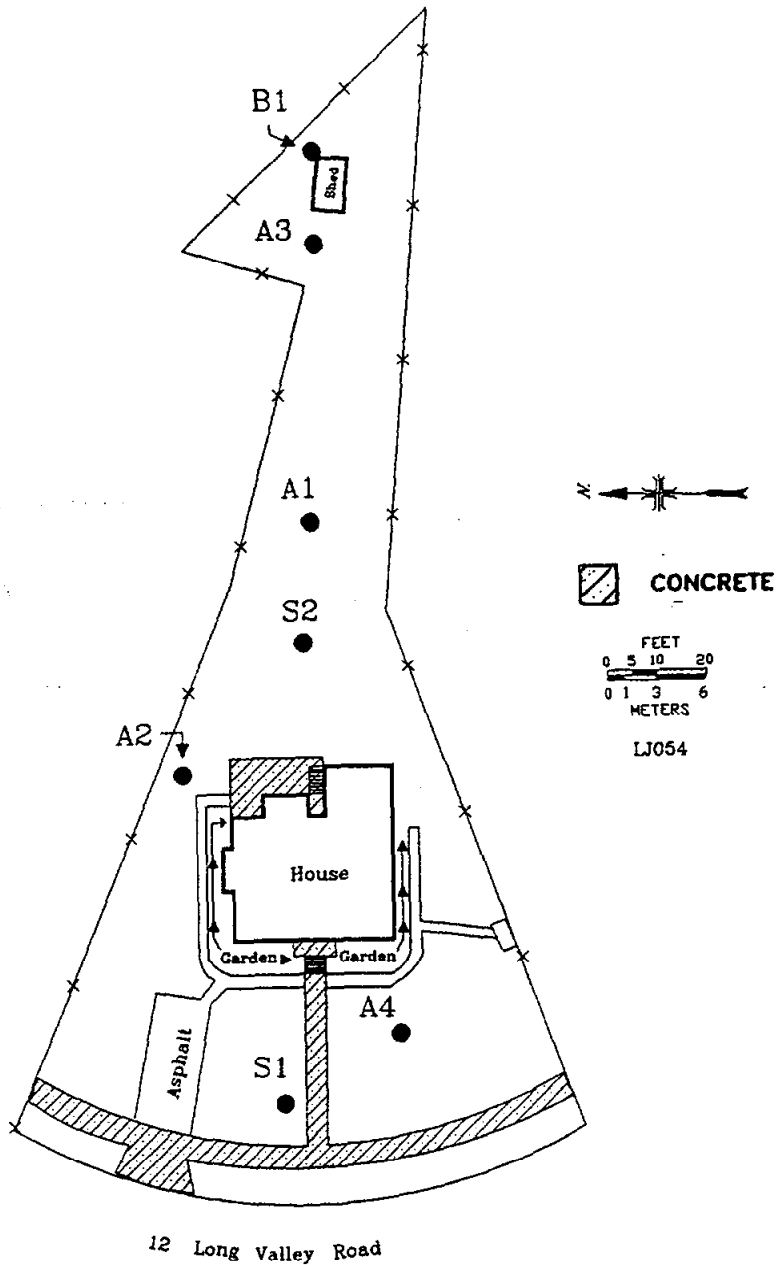 B1
Shed
A3
A1
N.
CONCRETE
S2
FEET
0 5 10 20
0 1 3 6
METERS
LJ054
A2
House
Garden
Garden
A4
Asphalt
S1
12 Long Valley Road